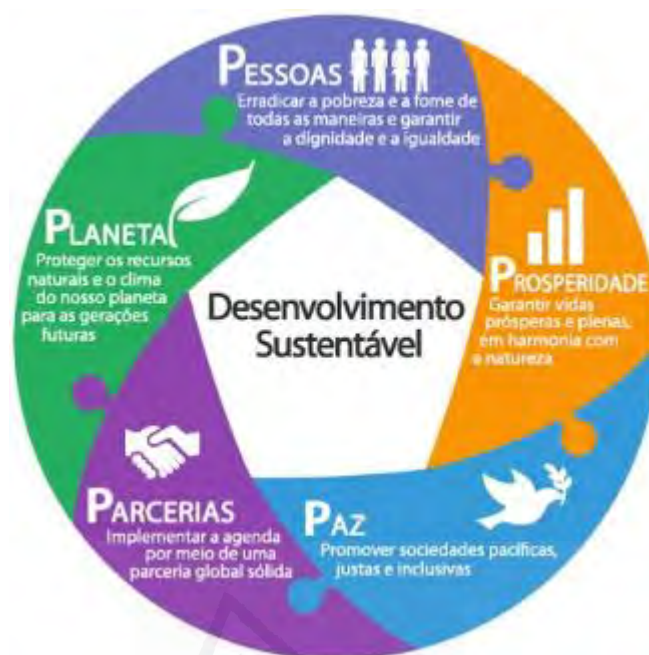 PESSOAS
Erradicar a pobreza e a fome de
todas as maneiras e garantir
a dignidade e a igualdade
PLANETA
Proteger os recursos
naturais e o clima
do nosso planeta
para as gerações
futuras
PROSPERIDADE
Garantir vidas
prósperas e plenas,
em harmonia com
a natureza
Desenvolvimento
Sustentável
PARCERIAS
Implementar a agenda
por meio de uma
parceria global sólida
PAZ
Promover sociedades pacíficas,
justas e inclusivas